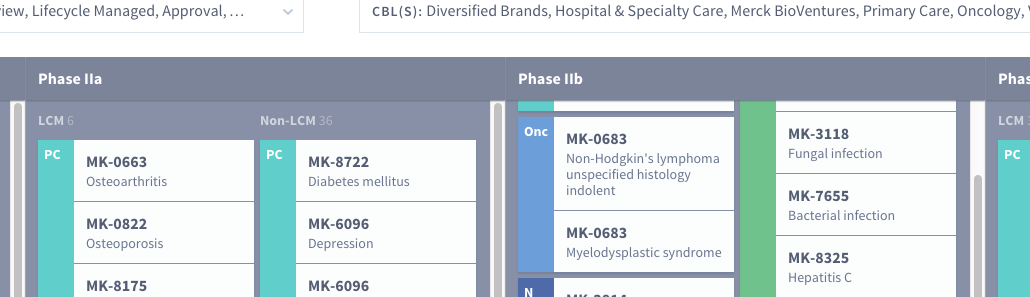 view, Lifecycle Managed, Approval, ...
CBL(S): Diversified Brands, Hospital & Specialty Care, Merck BioVentures, Primary Care, Oncology,
Phase IIa
Phase IIb
LCM 6
Non-LCM 36
PC
MK-0663
Osteoarthritis
MK-0822
Osteoporosis
MK-8175
PC
MK-8722
Diabetes mellitus
MK-6096
Depression
MK-6096
Onc
MK-0683
Non-Hodgkin's lymphoma
unspecified histology
indolent
MK-0683
Myelodysplastic syndrome
N
MK-3118
Fungal infection
MK-7655
Bacterial infection
MK-8325
Hepatitis C
LCM
PC